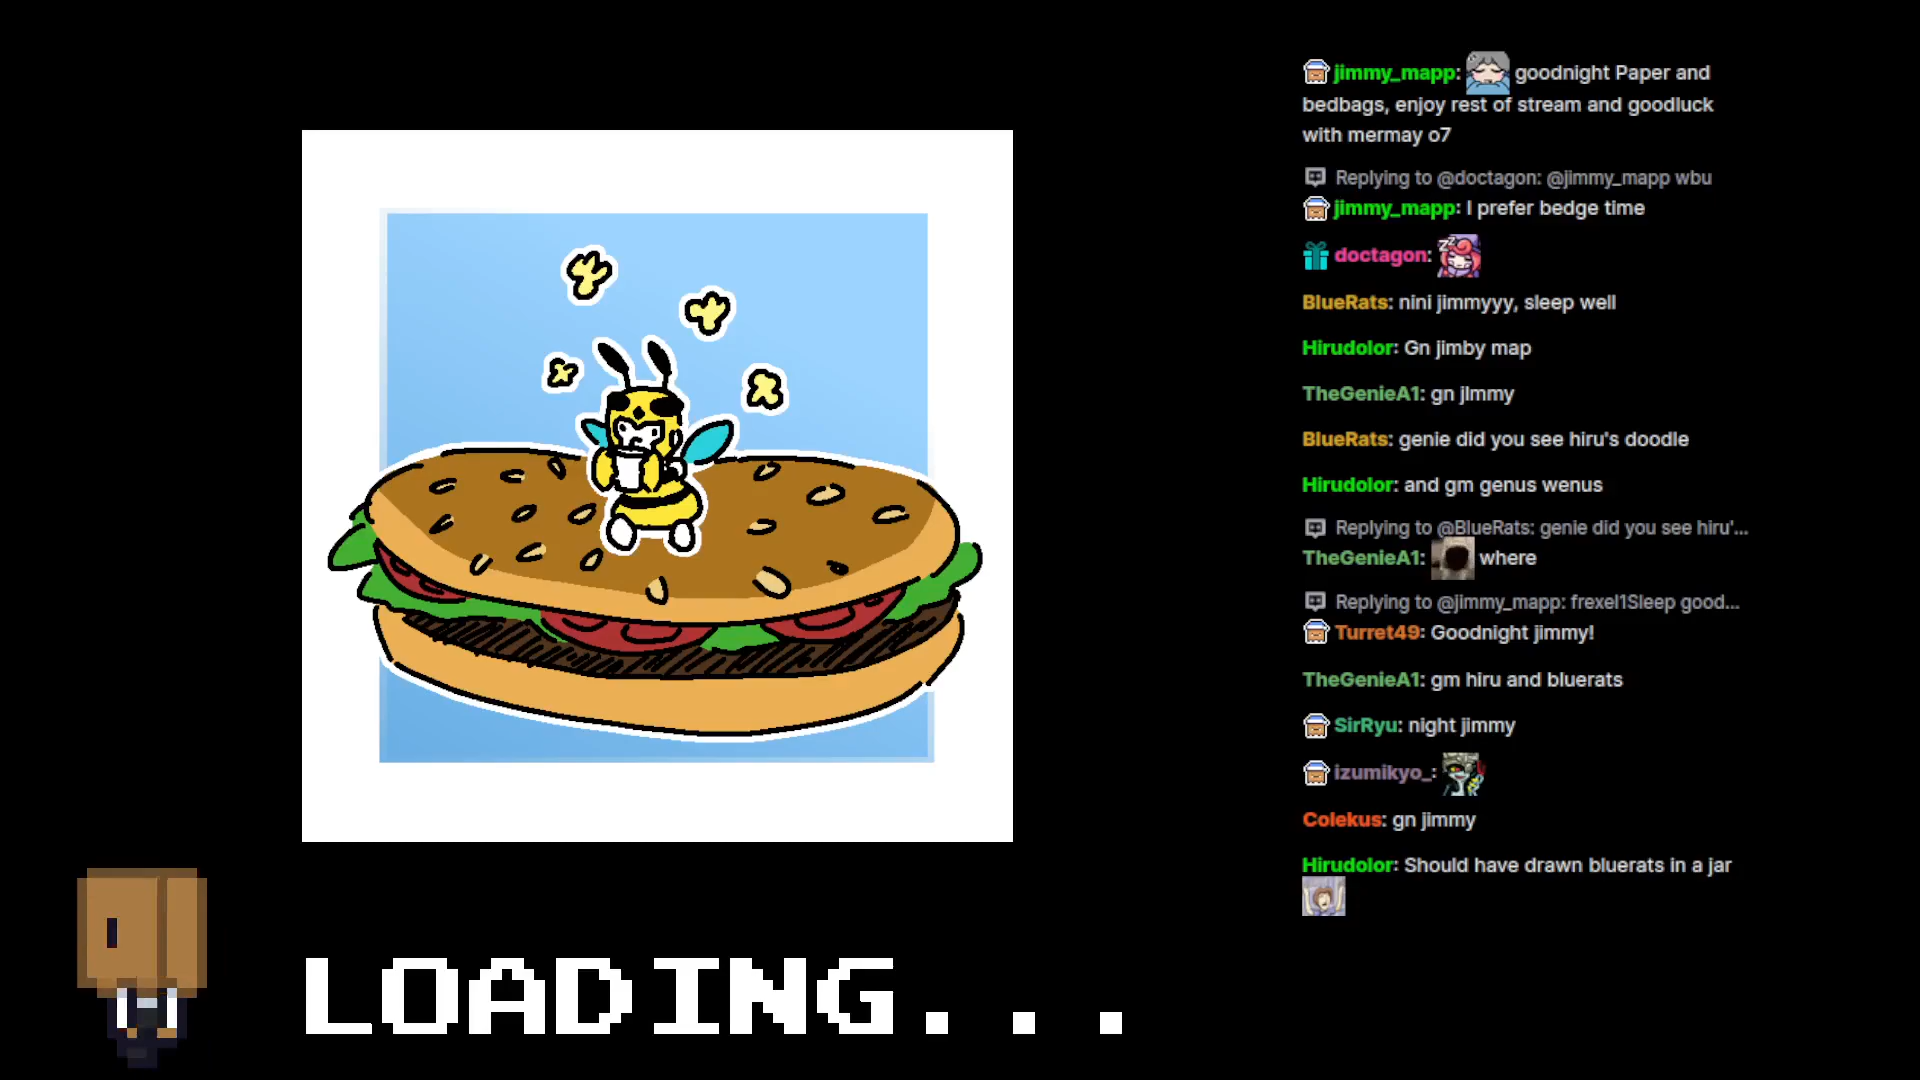 jimmy_mapp: goodnight Paper and
bedbags, enjoy rest of stream and goodluck
with mermay o7
Replying to @doctagon: @jimmy_mapp wbu
jimmy_mapp: I prefer bedge time
doctagon:
BlueRats: nini jimmyyy, sleep well
Hirudolor: Gn jimby map
TheGenieA1: gn jImmy
BlueRats: genie did you see hiru's doodle
Hirudolor: and gm genus wenus
Replying to @BlueRats: genie did you see hiru'...
TheGenieA1: where
Replying to @jimmy_mapp: frexel1Sleep good...
Turret49: Goodnight jimmy!
TheGenieA1: gm hiru and bluerats
SirRyu: night jimmy
izumikyo_:
Colekus: gn jimmy
Hirudolor: Should have drawn bluerats in a jar
LOADING...